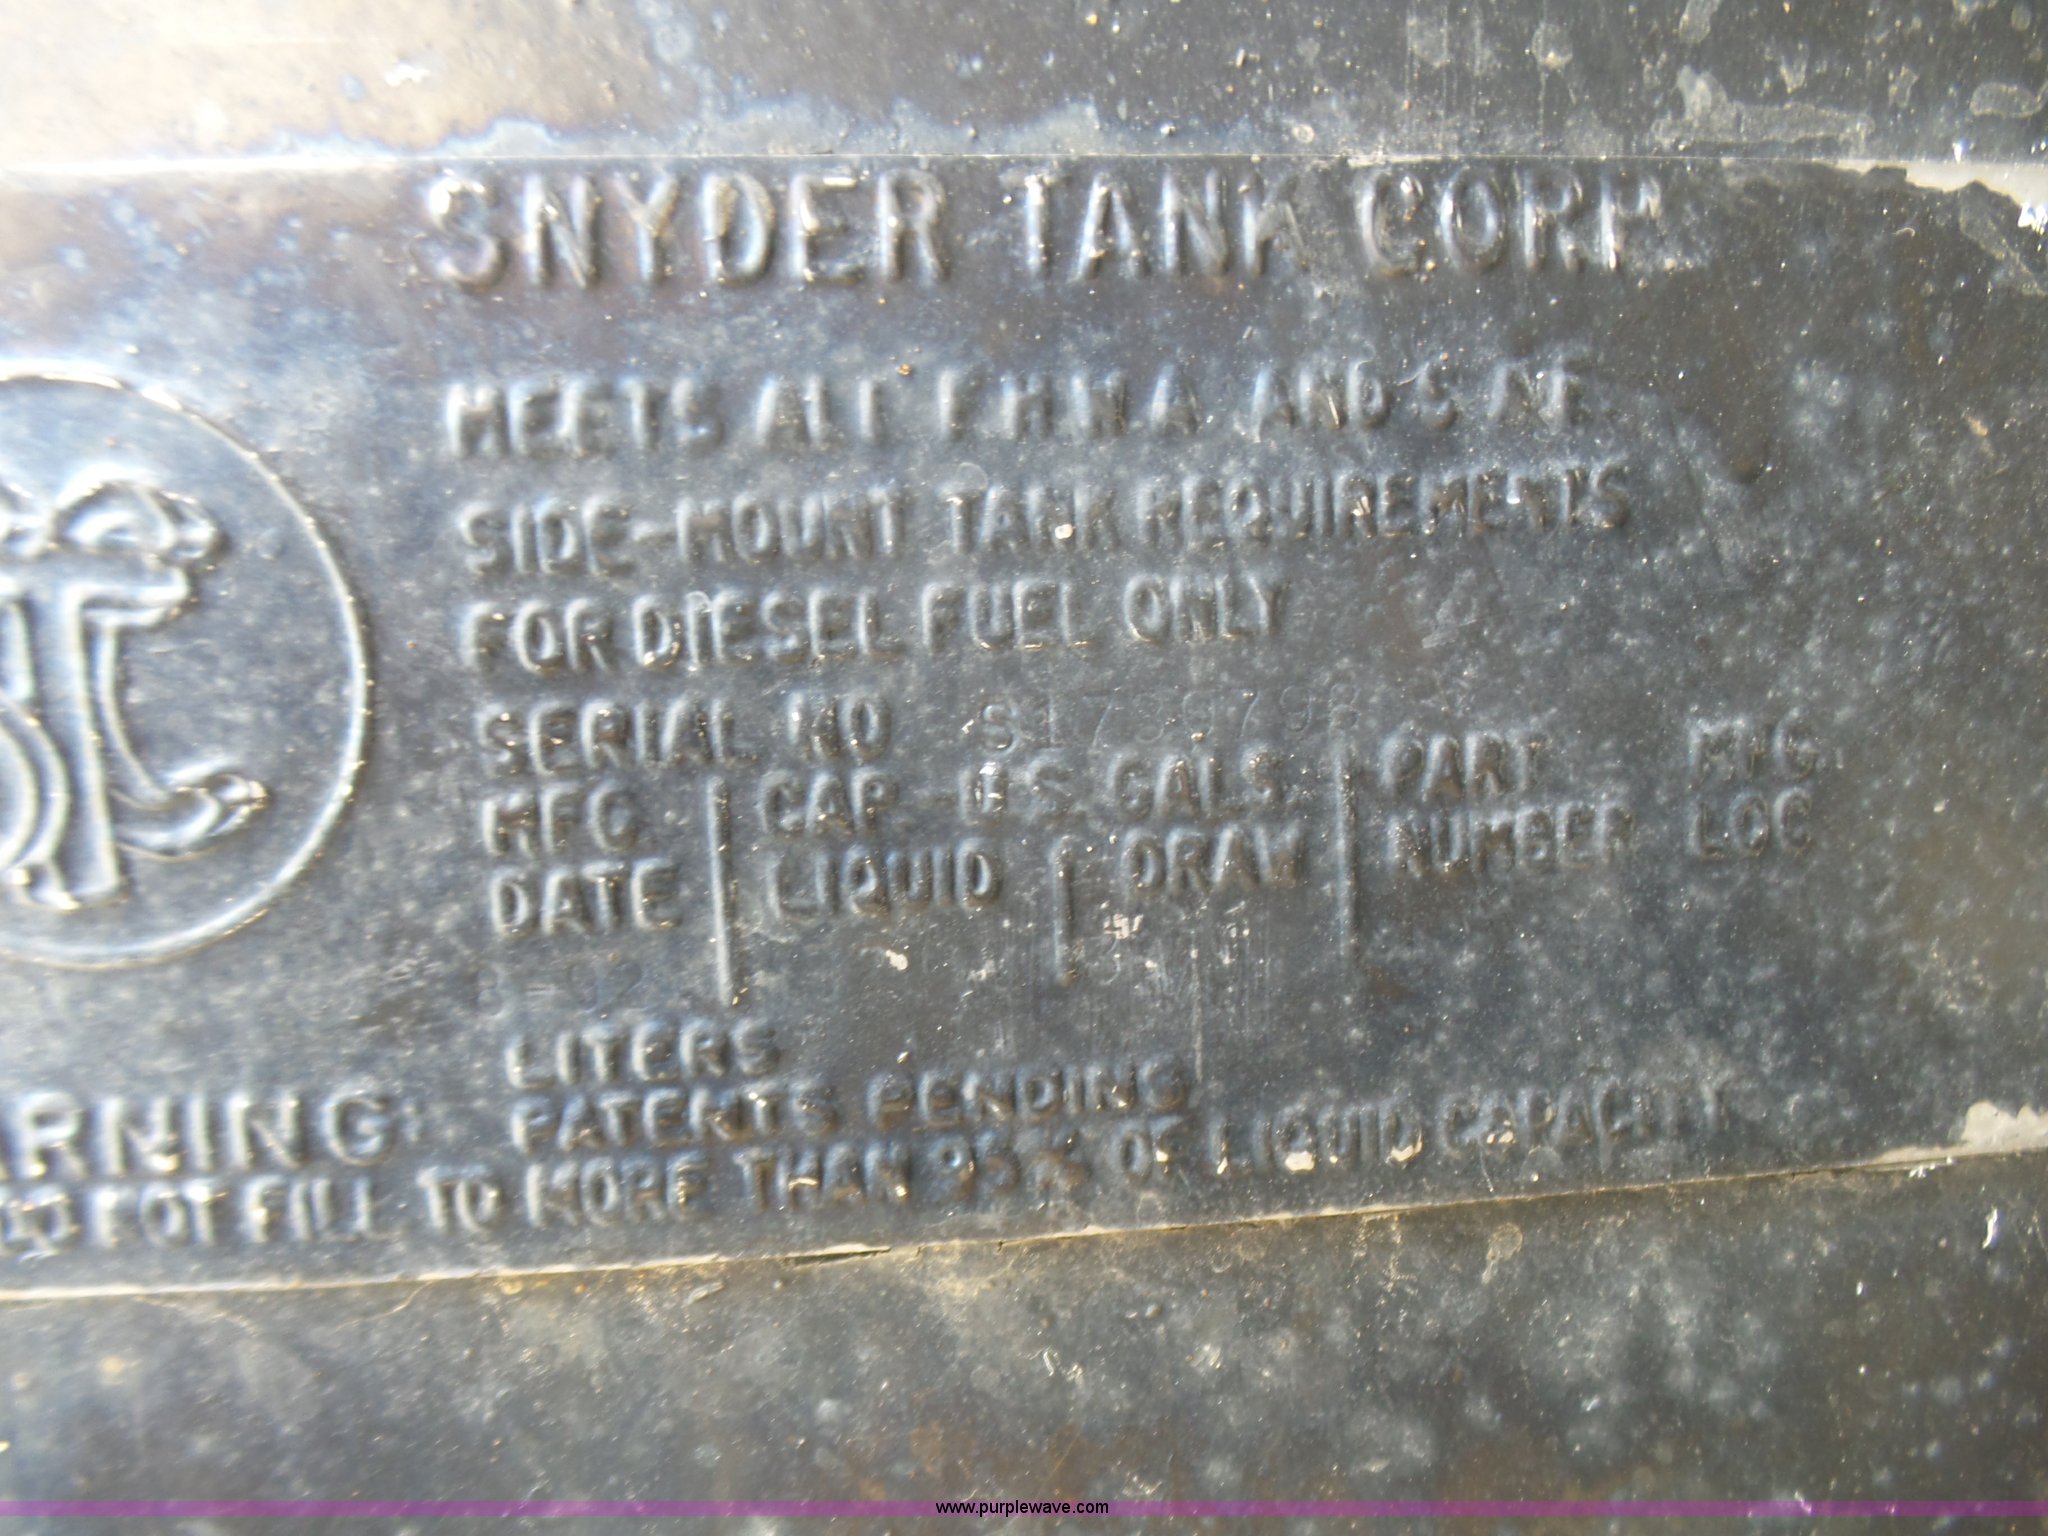 SNYDER TANK CORP
MEETS ALL F.H.W.A. AND S.A.E.
SIDE-MOUNT TANK REQUIREMENTS
FOR DIESEL FUEL ONLY
SERIAL NO
MFG DATE CAP. U.S. GALS LIQUID DRAW PART NUMBER MFG LOC
LITERS
PATENTS PENDING
ARNING:
DO NOT FILL TO MORE THAN 95% OF LIQUID CAPACITY
www.purplewave.com